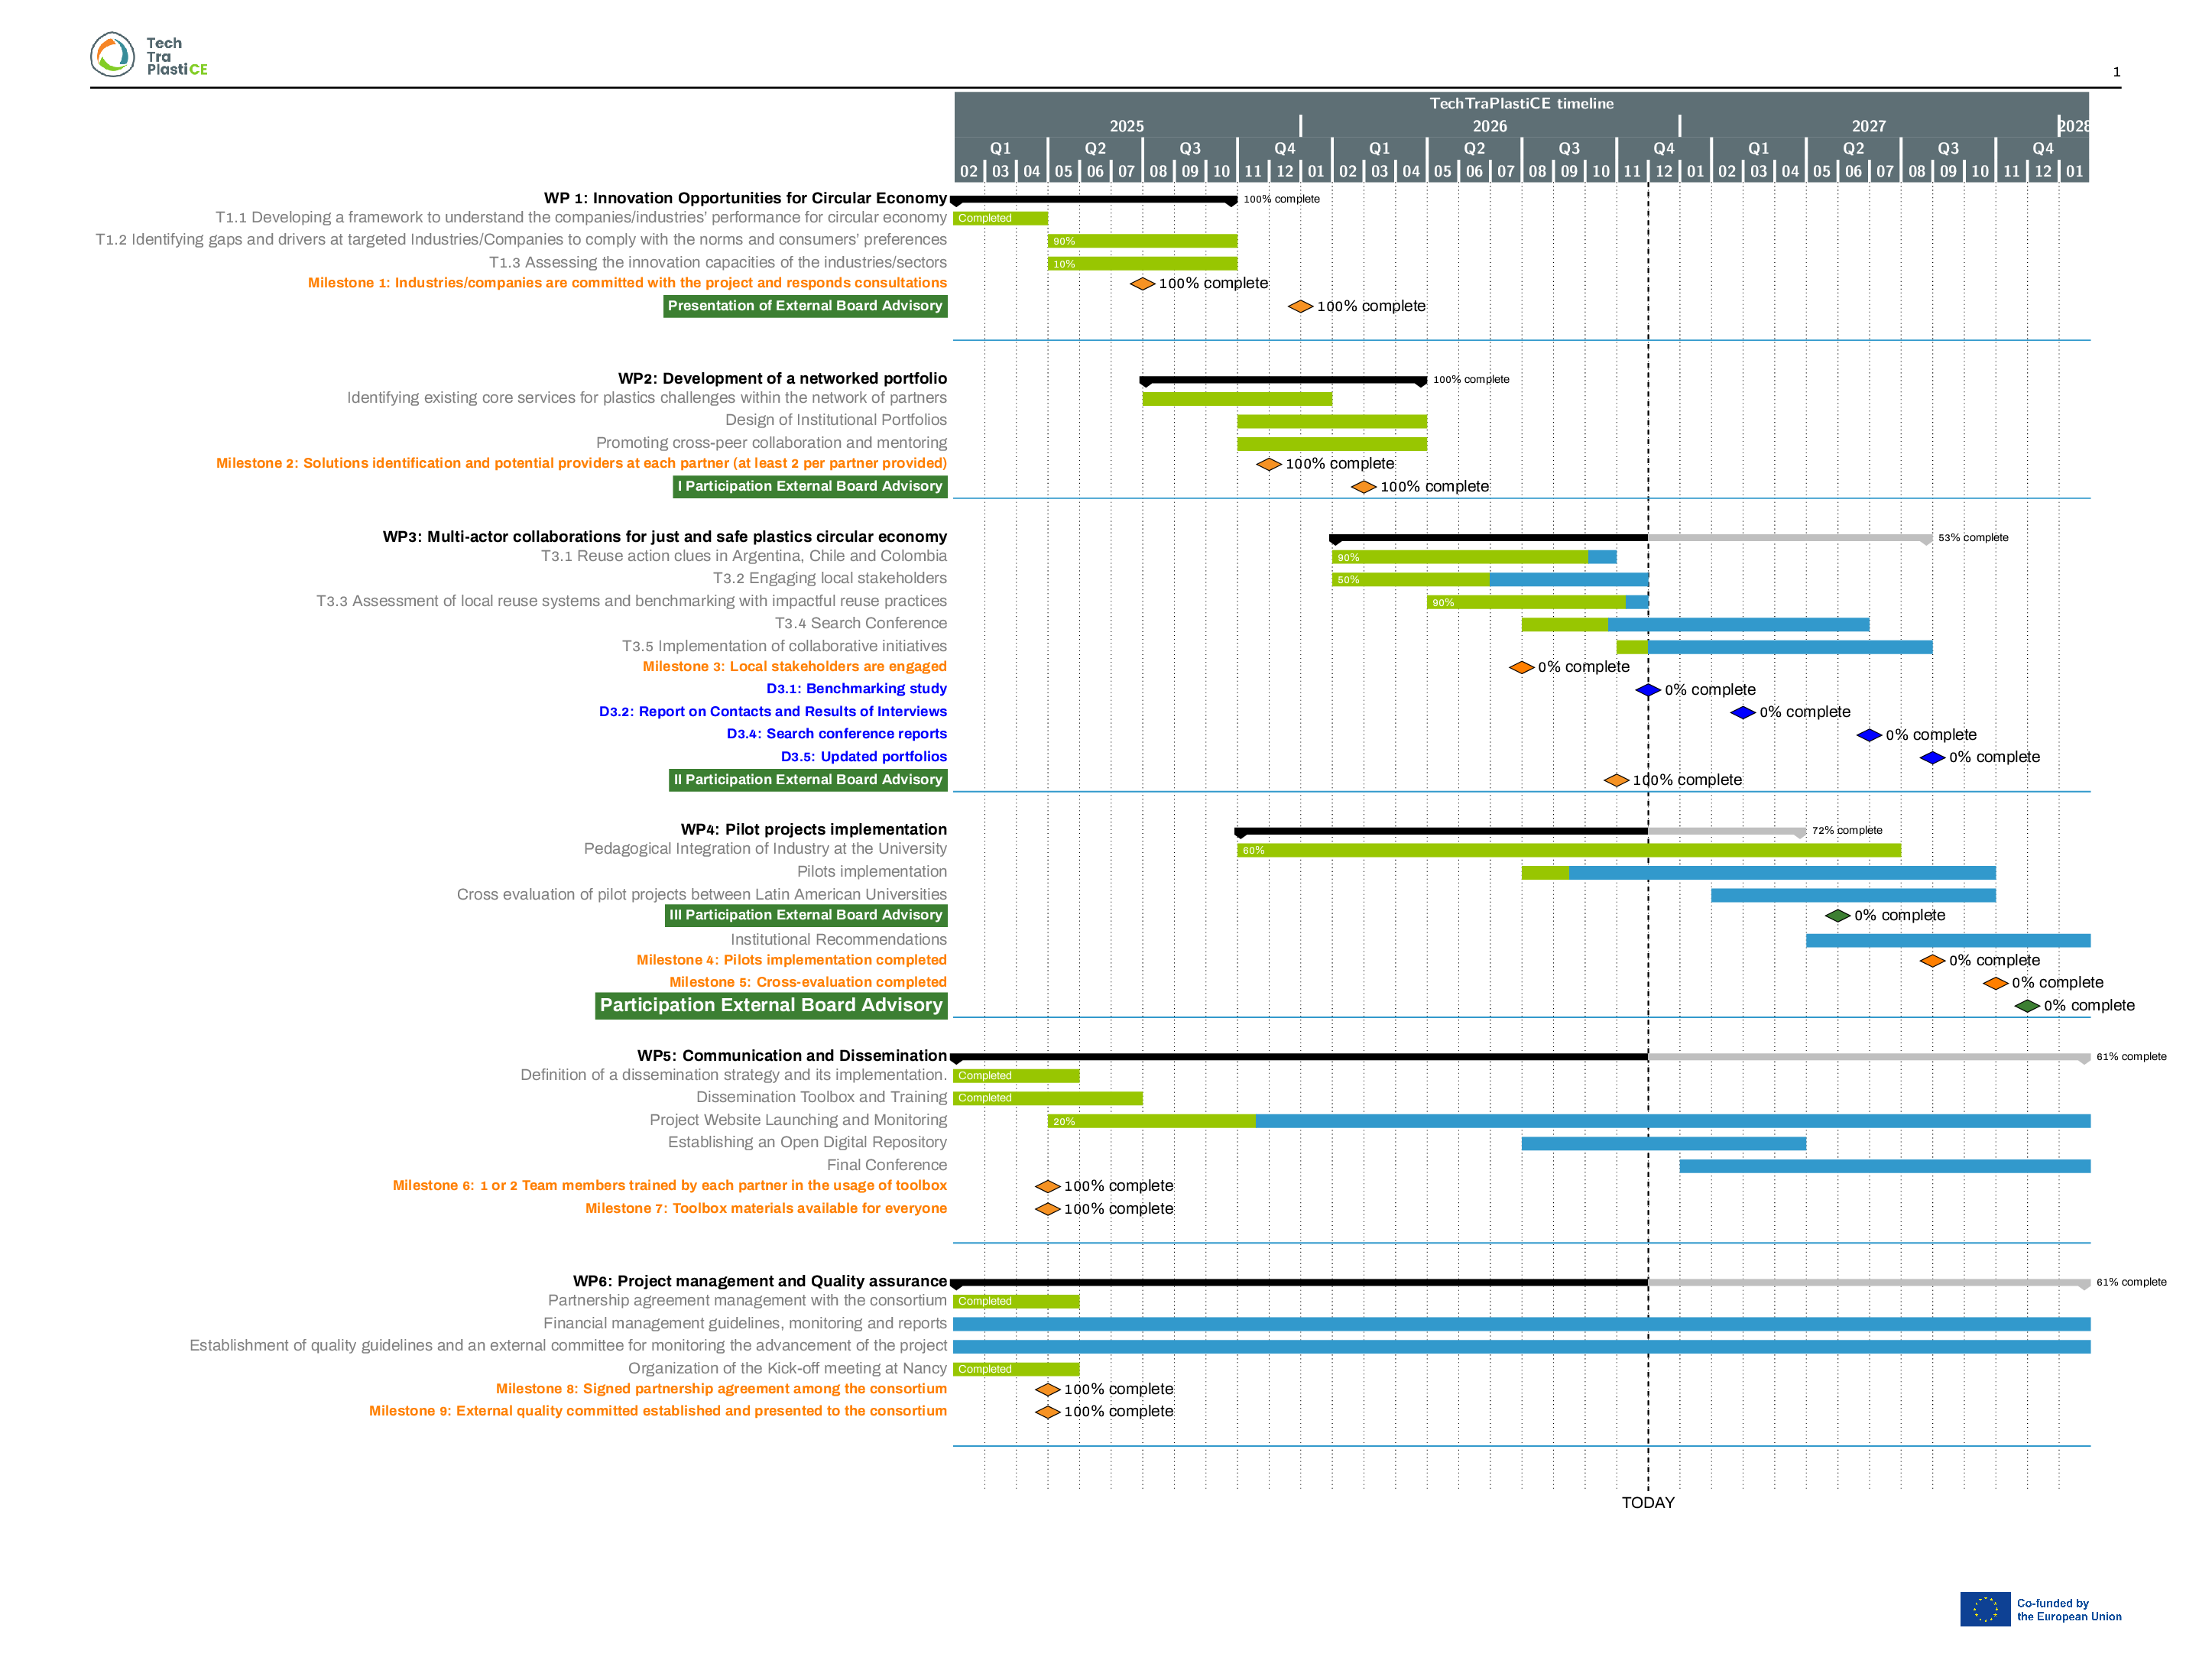 Tech
Tra
PlastiCE
1
TechTraPlastiCE timeline
2025 2026 2027 2028
Q1 Q2 Q3 Q4 Q1 Q2 Q3 Q4 Q1 Q2 Q3 Q4
02 03 04 05 06 07 08 09 10 11 12 01 02 03 04 05 06 07 08 09 10 11 12 01 02 03 04 05 06 07 08 09 10 11 12 01
WP 1: Innovation Opportunities for Circular Economy 100% complete
T1.1 Developing a framework to understand the companies/industries' performance for circular economy Completed
T1.2 Identifying gaps and drivers at targeted Industries/Companies to comply with the norms and consumers' preferences 90%
T1.3 Assessing the innovation capacities of the industries/sectors 10%
Milestone 1: Industries/companies are committed with the project and responds consultations 100% complete
Presentation of External Board Advisory 100% complete
WP2: Development of a networked portfolio 100% complete
Identifying existing core services for plastics challenges within the network of partners
Design of Institutional Portfolios
Promoting cross-peer collaboration and mentoring
Milestone 2: Solutions identification and potential providers at each partner (at least 2 per partner provided) 100% complete
I Participation External Board Advisory 100% complete
WP3: Multi-actor collaborations for just and safe plastics circular economy 53% complete
T3.1 Reuse action clues in Argentina, Chile and Colombia 90%
T3.2 Engaging local stakeholders 50%
T3.3 Assessment of local reuse systems and benchmarking with impactful reuse practices 90%
T3.4 Search Conference
T3.5 Implementation of collaborative initiatives
Milestone 3: Local stakeholders are engaged 0% complete
D3.1: Benchmarking study 0% complete
D3.2: Report on Contacts and Results of Interviews 0% complete
D3.4: Search conference reports 0% complete
D3.5: Updated portfolios 0% complete
II Participation External Board Advisory 100% complete
WP4: Pilot projects implementation 72% complete
Pedagogical Integration of Industry at the University 60%
Pilots implementation
Cross evaluation of pilot projects between Latin American Universities
III Participation External Board Advisory 0% complete
Institutional Recommendations
Milestone 4: Pilots implementation completed 0% complete
Milestone 5: Cross-evaluation completed 0% complete
Participation External Board Advisory 0% complete
WP5: Communication and Dissemination 61% complete
Definition of a dissemination strategy and its implementation. Completed
Dissemination Toolbox and Training Completed
Project Website Launching and Monitoring 20%
Establishing an Open Digital Repository
Final Conference
Milestone 6: 1 or 2 Team members trained by each partner in the usage of toolbox 100% complete
Milestone 7: Toolbox materials available for everyone 100% complete
WP6: Project management and Quality assurance 61% complete
Partnership agreement management with the consortium Completed
Financial management guidelines, monitoring and reports
Establishment of quality guidelines and an external committee for monitoring the advancement of the project
Organization of the Kick-off meeting at Nancy Completed
Milestone 8: Signed partnership agreement among the consortium 100% complete
Milestone 9: External quality committed established and presented to the consortium 100% complete
TODAY
Co-funded by
the European Union